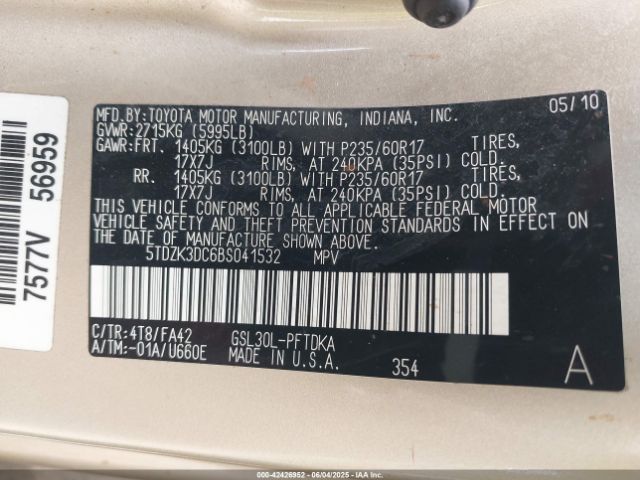 MFD.BY:TOYOTA MOTOR MANUFACTURING, INDIANA, INC. 05/10
GVWR:2715KG (5995LB)
GAWR:FRT. 1405KG (3100LB) WITH P235/60R17 TIRES,
17X7J RIMS, AT 240KPA (35PSI) COLD.
RR. 1405KG (3100LB) WITH P235/60R17 TIRES,
17X7J RIMS, AT 240KPA (35PSI) COLD.
THIS VEHICLE CONFORMS TO ALL APPLICABLE FEDERAL MOTOR
VEHICLE SAFETY AND THEFT PREVENTION STANDARDS IN EFFECT ON
THE DATE OF MANUFACTURE SHOWN ABOVE.
5TDZK3DC6BS041532 MPV
C/TR:4T8/FA42 GSL30L-PFTDKA
A/TM:-01A/U660E MADE IN U.S.A. 354 A
7577V 56959
000-42426952 - 06/04/2025 - IAAI.COM